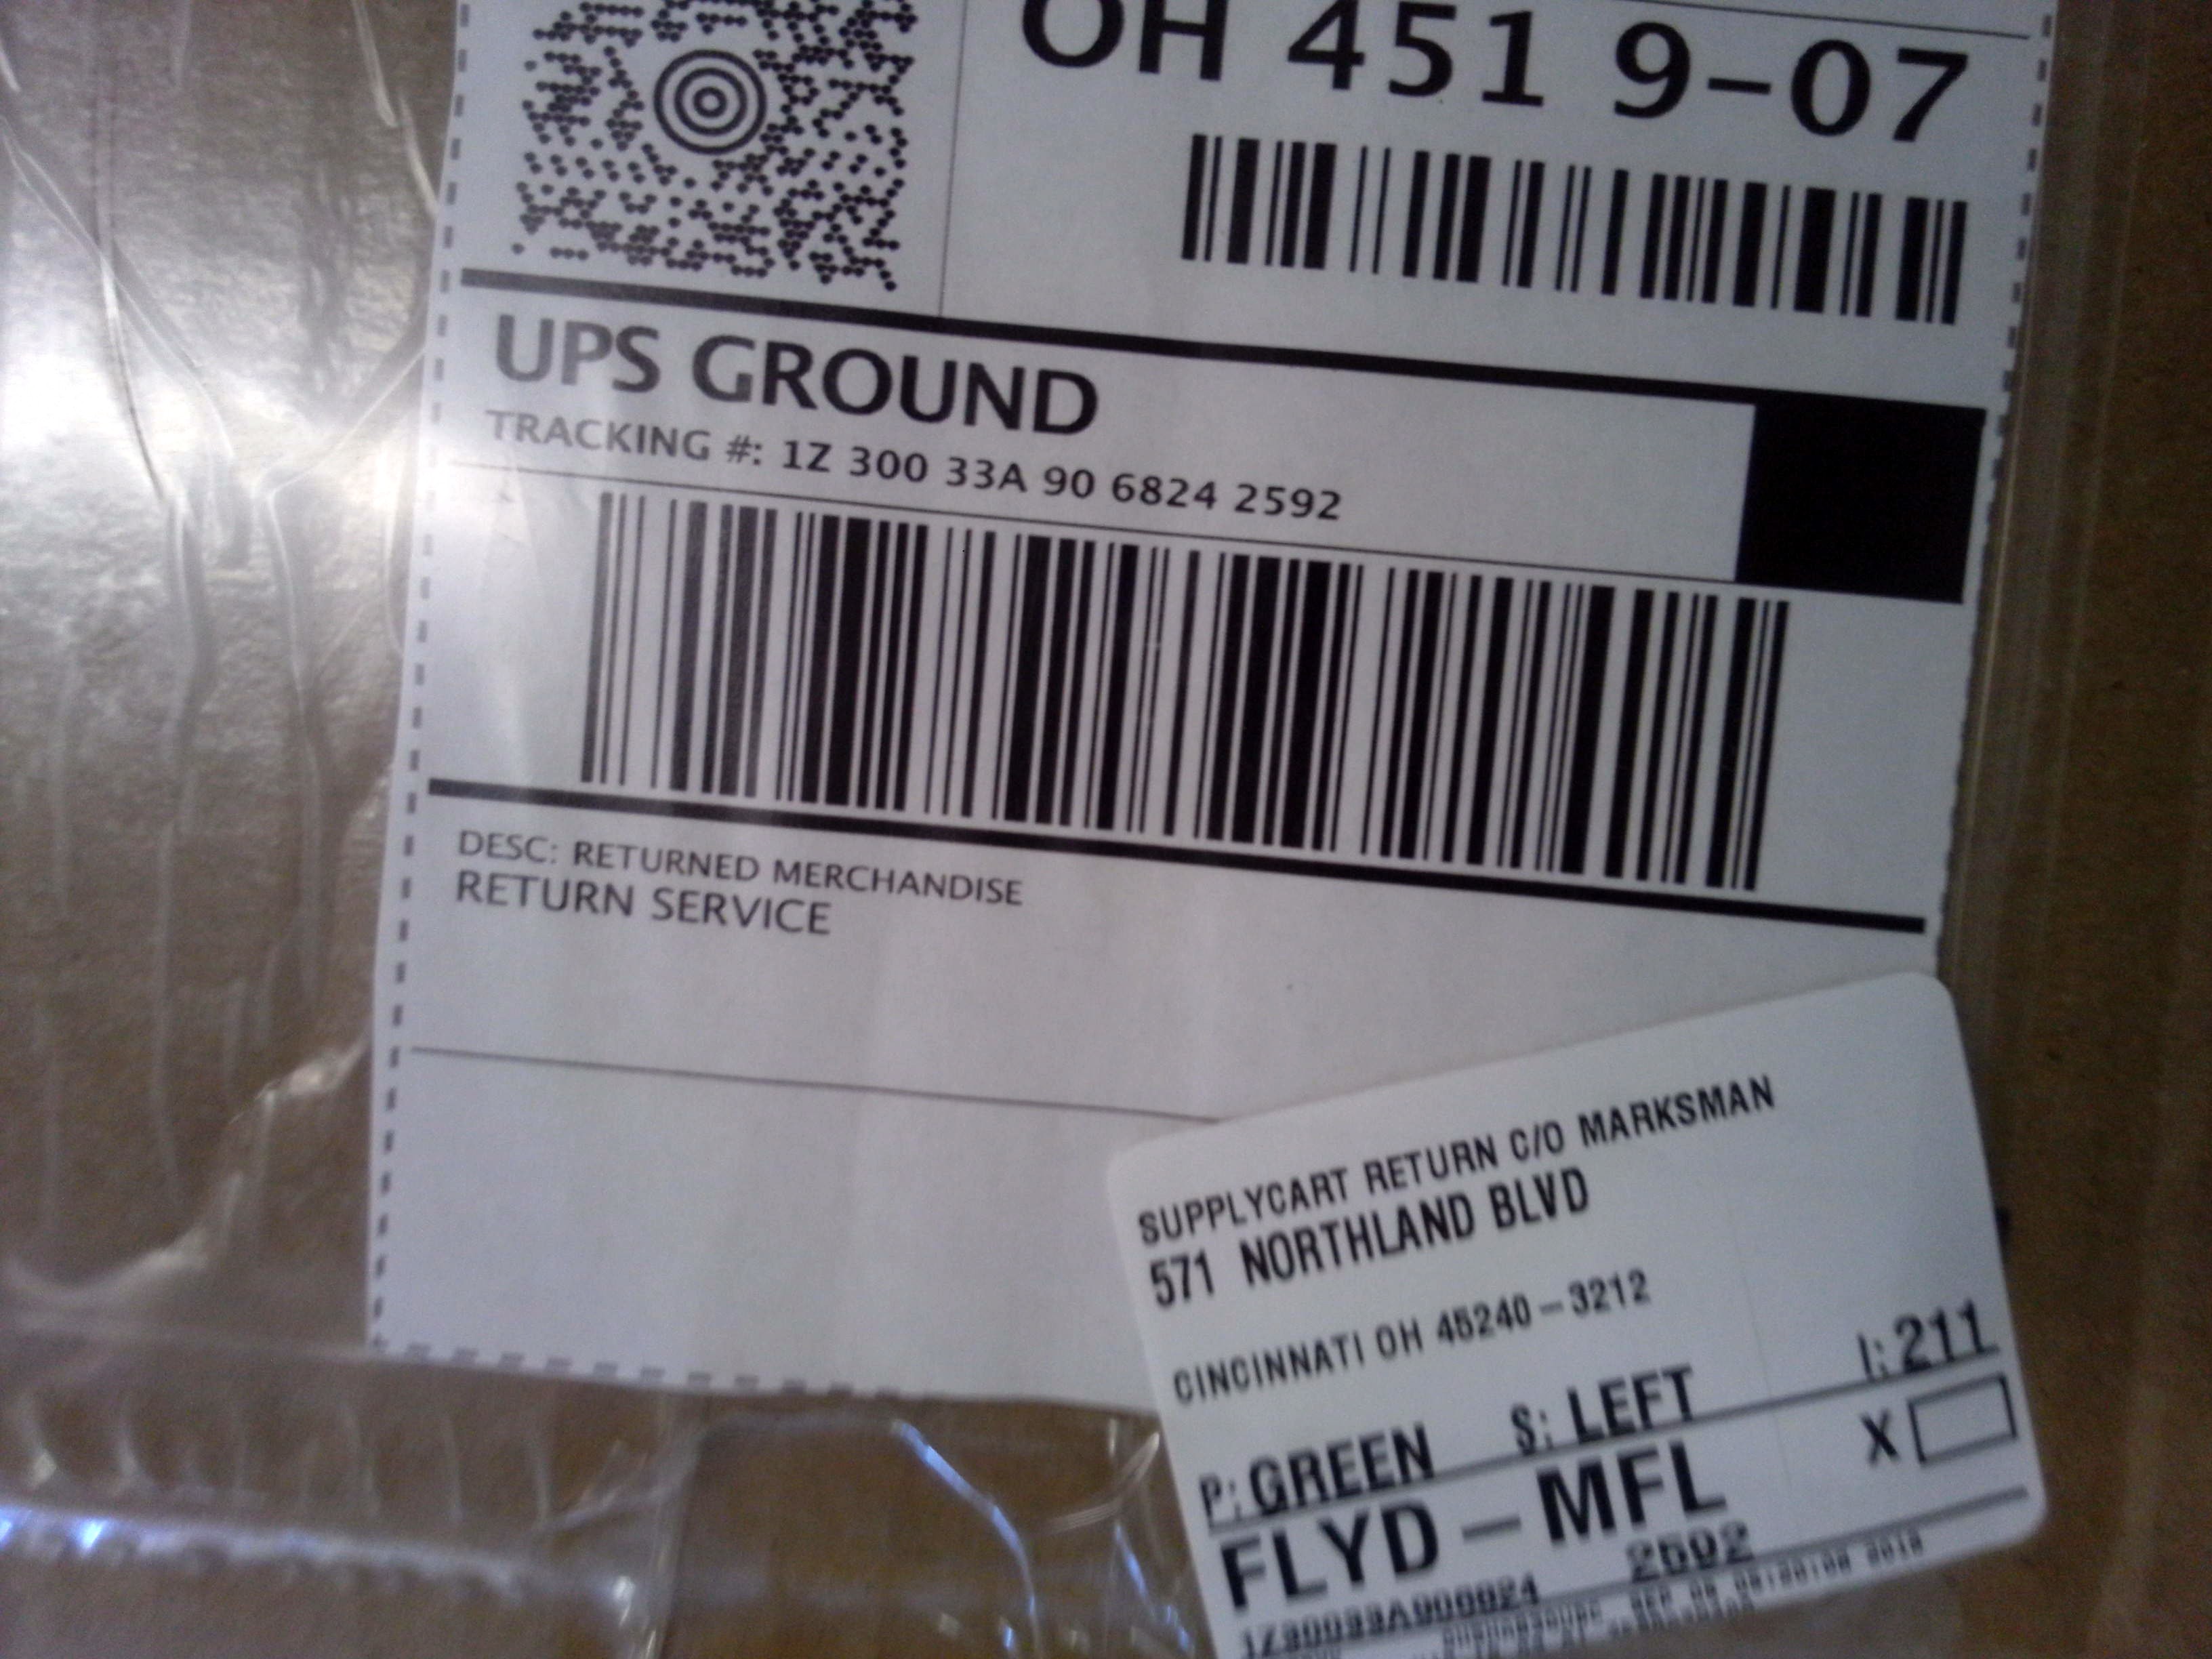 OH 451 9-07
UPS GROUND
TRACKING #: 1Z 300 33A 90 6824 2592
DESC: RETURNED MERCHANDISE
RETURN SERVICE
SUPPLYCART RETURN C/O MARKSMAN
571 NORTHLAND BLVD
CINCINNATI OH 45240-3212
P: GREEN S: LEFT I: 211
FLYD-MFL X
2592